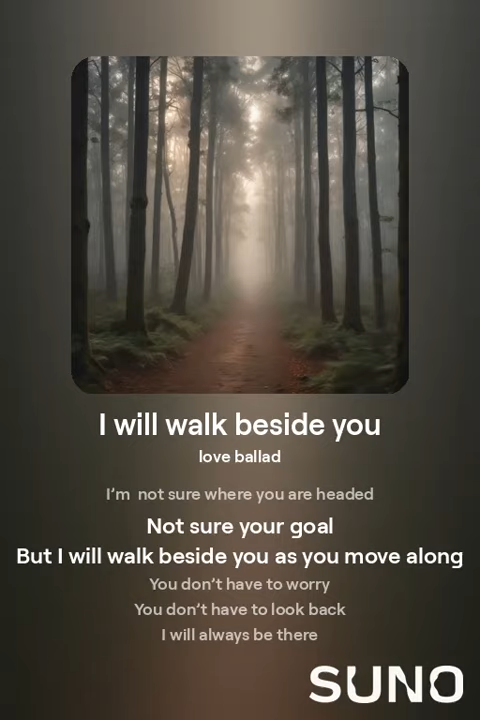 I will walk beside you
love ballad
I'm  not sure where you are headed
Not sure your goal
But I will walk beside you as you move along
You don't have to worry
You don't have to look back
I will always be there
SUNO